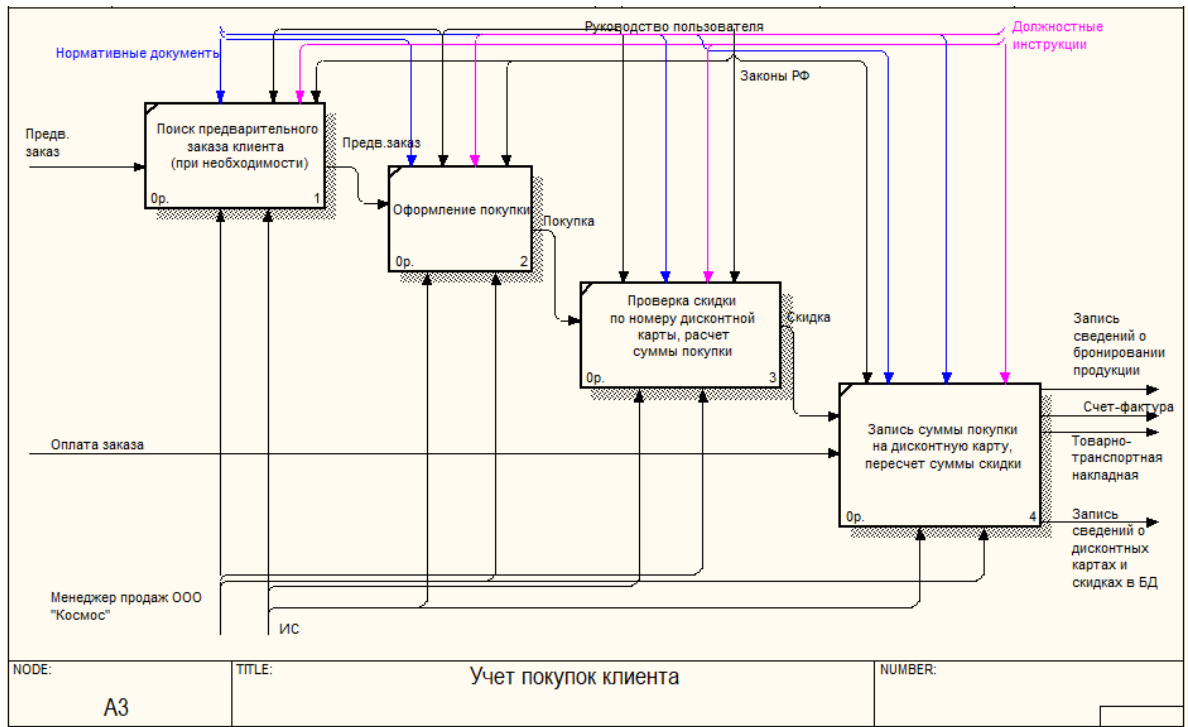 Руководство пользователя
Должностные
инструкции
Нормативные документы
Законы РФ
Предв.
заказ
Поиск предварительного
заказа клиента
(при необходимости)
0р.
1
Предв.заказ
Оформление покупки
0р.
2
Покупка
Проверка скидки
по номеру дисконтной
карты, расчет
суммы покупки
0р.
3
Скидка
Оплата заказа
Запись суммы покупки
на дисконтную карту,
пересчет суммы скидки
0р.
4
Запись
сведений о
бронировании
продукции
Счет-фактура
Товарно-
транспортная
накладная
Запись
сведений о
дисконтных
картах и
скидках в БД
Менеджер продаж ООО
"Космос"
ИС
NODE:
A3
TITLE:
Учет покупок клиента
NUMBER: